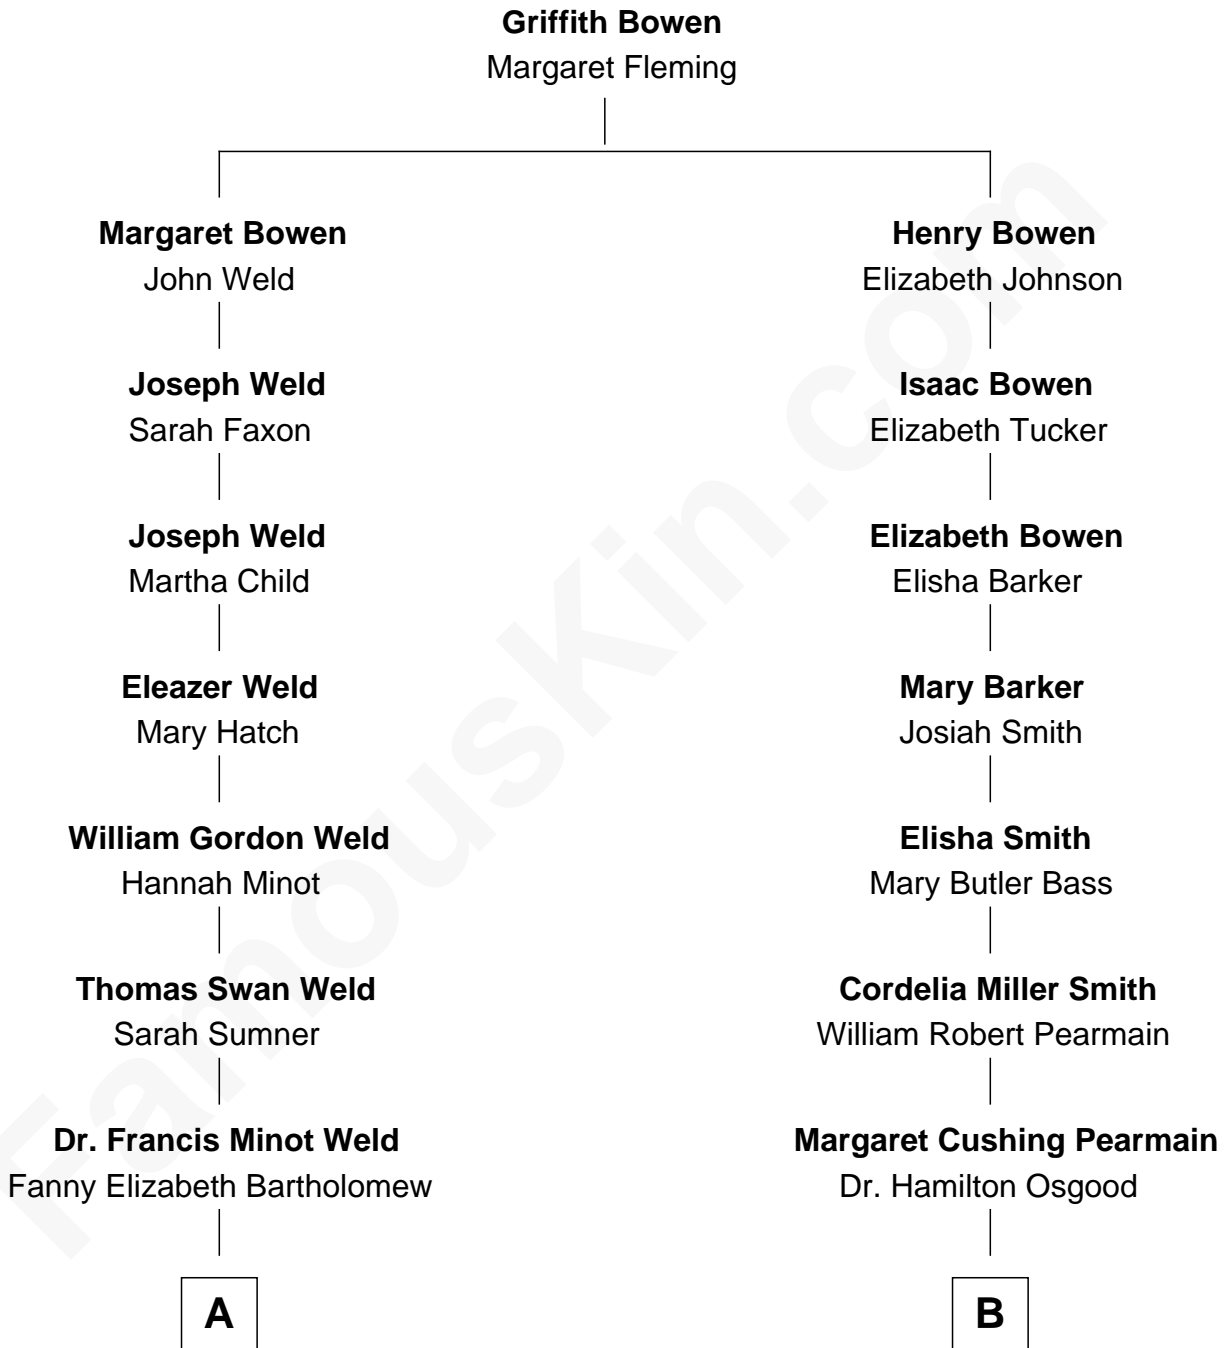 Griffith Bowen
Margaret Fleming
Margaret Bowen
John Weld
Henry Bowen
Elizabeth Johnson
Joseph Weld
Sarah Faxon
Isaac Bowen
Elizabeth Tucker
Joseph Weld
Martha Child
Elizabeth Bowen
Elisha Barker
Eleazer Weld
Mary Hatch
Mary Barker
Josiah Smith
William Gordon Weld
Hannah Minot
Elisha Smith
Mary Butler Bass
Thomas Swan Weld
Sarah Sumner
Cordelia Miller Smith
William Robert Pearmain
Dr. Francis Minot Weld
Fanny Elizabeth Bartholomew
Margaret Cushing Pearmain
Dr. Hamilton Osgood
A
B
FamousKin.com